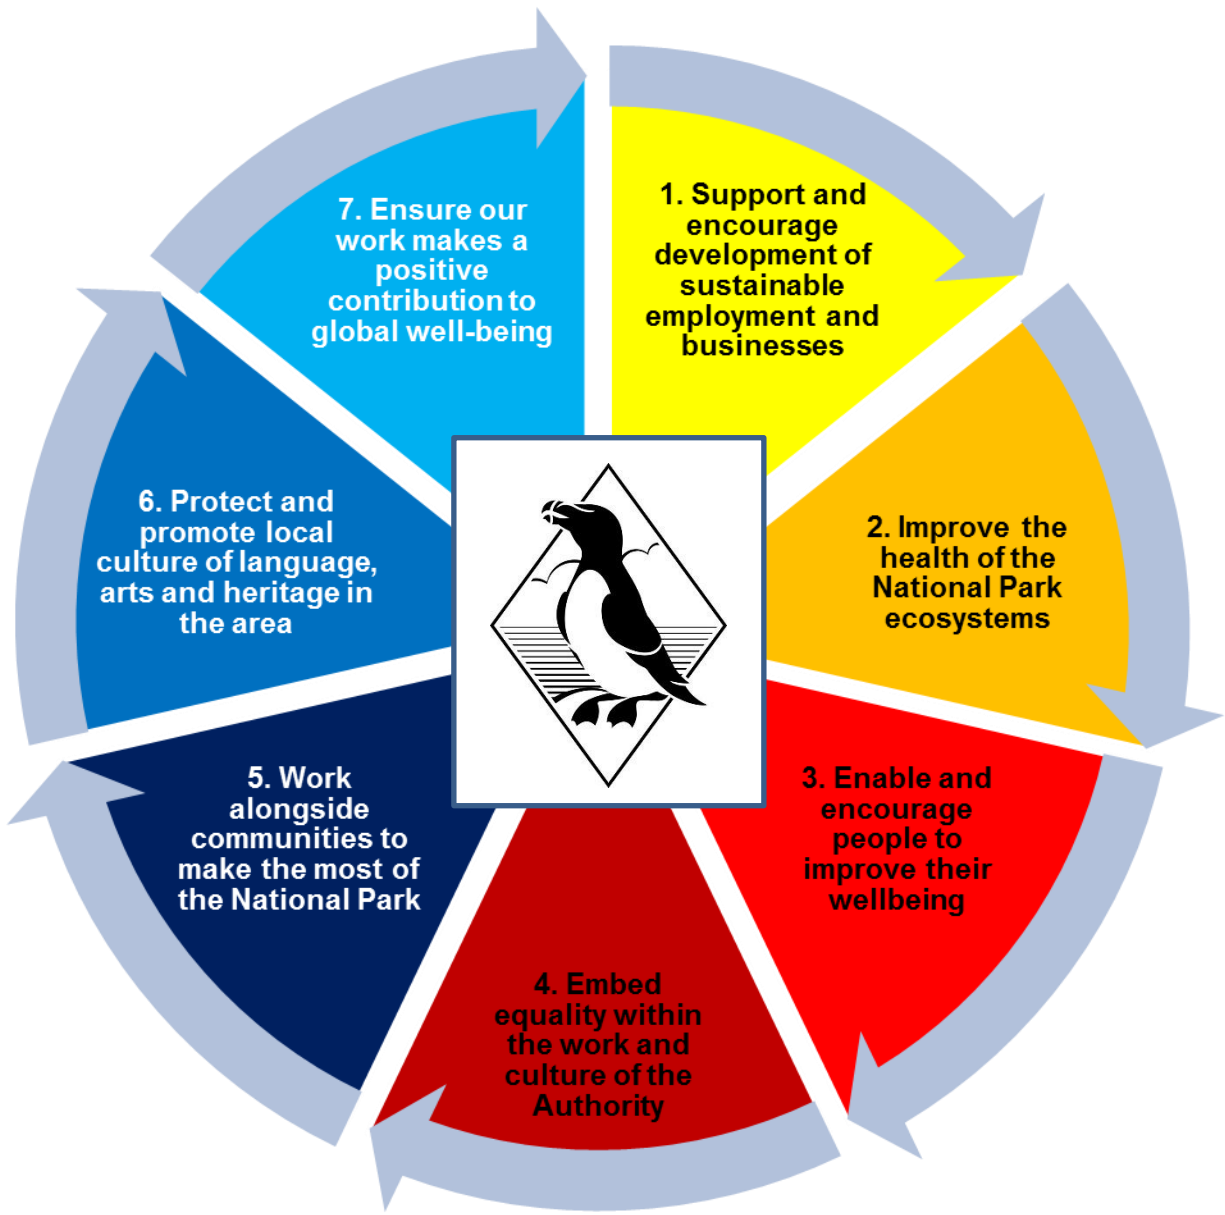 1. Support and
encourage
development of
sustainable
employment and
businesses
2. Improve the
health of the
National Park
ecosystems
3. Enable and
encourage
people to
improve their
wellbeing
4. Embed
equality within
the work and
culture of the
Authority
5. Work
alongside
communities to
make the most of
the National Park
6. Protect and
promote local
culture of language,
arts and heritage in
the area
7. Ensure our
work makes a
positive
contribution to
global well-being